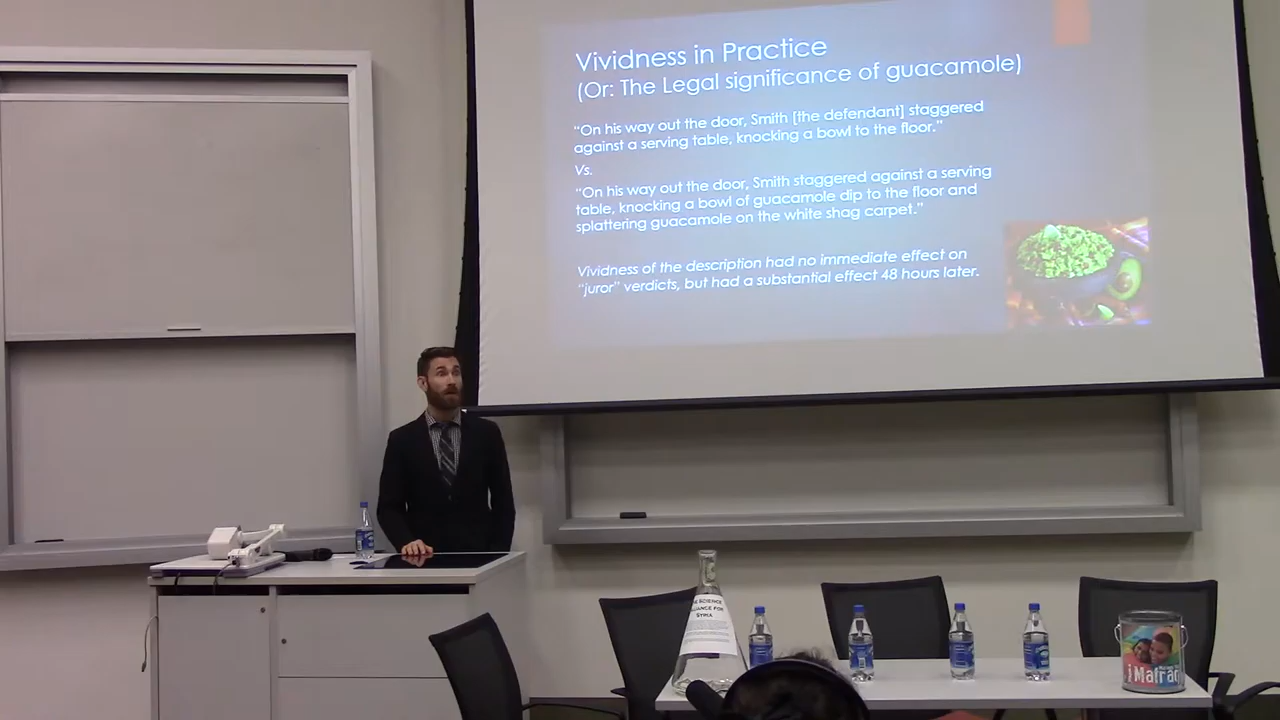 Vividness in Practice
(Or: The Legal significance of guacamole)
“On his way out the door, Smith [the defendant] staggered
against a serving table, knocking a bowl to the floor.”
Vs.
“On his way out the door, Smith staggered against a serving
table, knocking a bowl of guacamole dip to the floor and
splattering guacamole on the white shag carpet.”
Vividness of the description had no immediate effect on
“juror” verdicts, but had a substantial effect 48 hours later.
SCIENCE
FOR
SYRIA